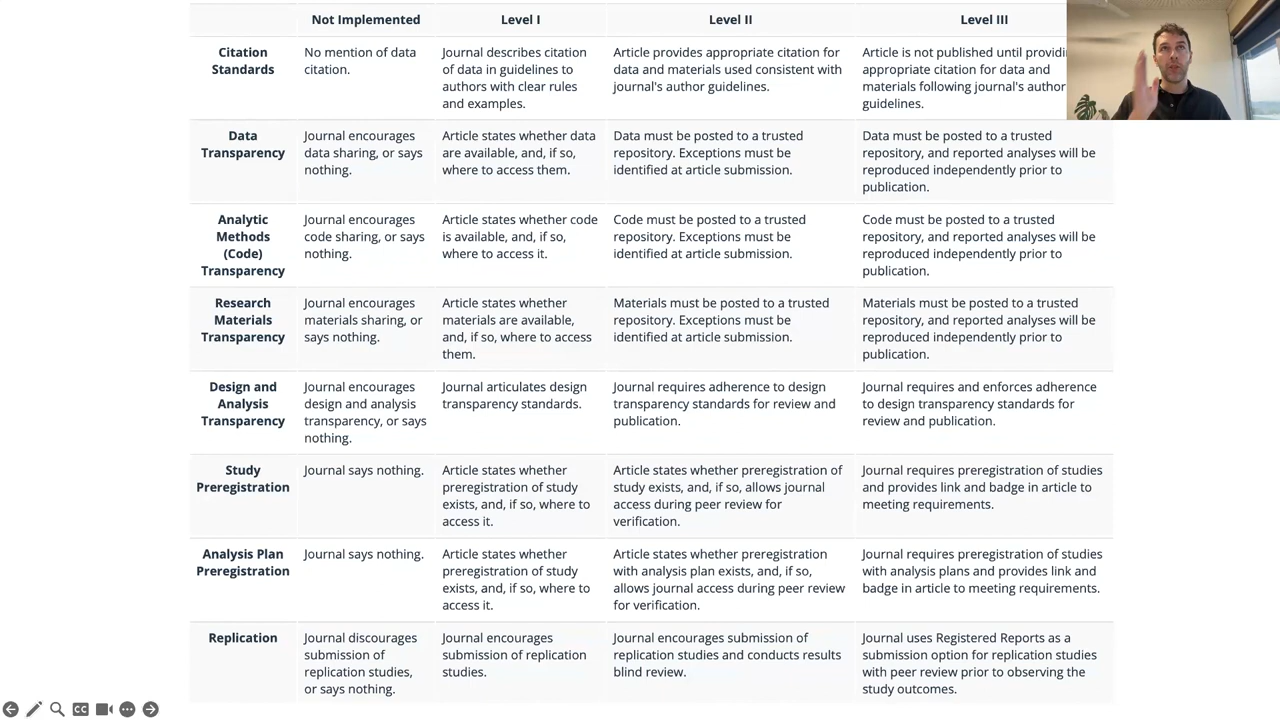 Not Implemented
Level I
Level II
Level III
Citation
Standards
No mention of data
citation.
Journal describes citation
of data in guidelines to
authors with clear rules
and examples.
Article provides appropriate citation for
data and materials used consistent with
journal's author guidelines.
Article is not published until
appropriate citation for data and
materials following journal's author
guidelines.
Data
Transparency
Journal encourages
data sharing, or says
nothing.
Article states whether data
are available, and, if so,
where to access them.
Data must be posted to a trusted
repository. Exceptions must be
identified at article submission.
Data must be posted to a trusted
repository, and reported analyses will be
reproduced independently prior to
publication.
Analytic
Methods
(Code)
Transparency
Journal encourages
code sharing, or says
nothing.
Article states whether code
is available, and, if so,
where to access it.
Code must be posted to a trusted
repository. Exceptions must be
identified at article submission.
Code must be posted to a trusted
repository, and reported analyses will be
reproduced independently prior to
publication.
Research
Materials
Transparency
Journal encourages
materials sharing, or
says nothing.
Article states whether
materials are available,
and, if so, where to access
them.
Materials must be posted to a trusted
repository. Exceptions must be
identified at article submission.
Materials must be posted to a trusted
repository, and reported analyses will be
reproduced independently prior to
publication.
Design and
Analysis
Transparency
Journal encourages
design and analysis
transparency, or says
nothing.
Journal articulates design
transparency standards.
Journal requires adherence to design
transparency standards for review and
publication.
Journal requires and enforces adherence
to design transparency standards for
review and publication.
Study
Preregistration
Journal says nothing.
Article states whether
preregistration of study
exists, and, if so, where to
access it.
Article states whether preregistration of
study exists, and, if so, allows journal
access during peer review for
verification.
Journal requires preregistration of studies
and provides link and badge in article to
meeting requirements.
Analysis Plan
Preregistration
Journal says nothing.
Article states whether
preregistration of study
exists, and, if so, where to
access it.
Article states whether preregistration
with analysis plan exists, and, if so,
allows journal access during peer review
for verification.
Journal requires preregistration of studies
with analysis plans and provides link and
badge in article to meeting requirements.
Replication
Journal discourages
submission of
replication studies,
or says nothing.
Journal encourages
submission of replication
studies.
Journal encourages submission of
replication studies and conducts results
blind review.
Journal uses Registered Reports as a
submission option for replication studies
with peer review prior to observing the
study outcomes.
CC